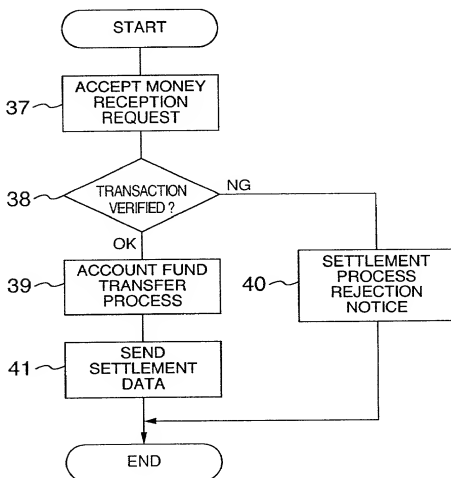 START
37
ACCEPT MONEY
RECEPTION
REQUEST
38
TRANSACTION
VERIFIED ?
NG
OK
39
ACCOUNT FUND
TRANSFER
PROCESS
40
SETTLEMENT
PROCESS
REJECTION
NOTICE
41
SEND
SETTLEMENT
DATA
END